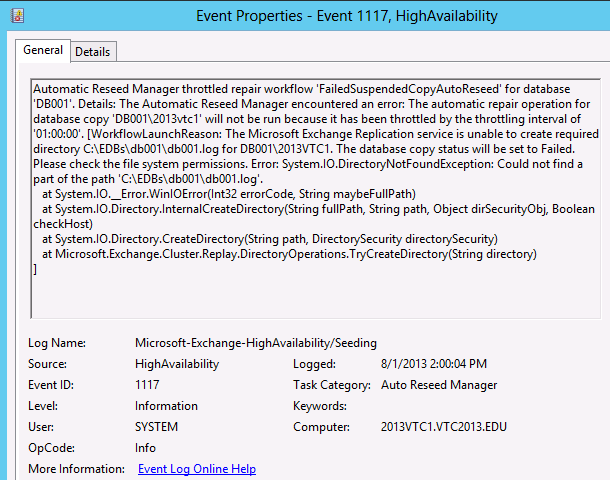 Event Properties - Event 1117, HighAvailability
General
Details
Automatic Reseed Manager throttled repair workflow 'FailedSuspendedCopyAutoReseed' for database
'DB001'. Details: The Automatic Reseed Manager encountered an error: The automatic repair operation for
database copy 'DB001\2013vtc1' will not be run because it has been throttled by the throttling interval of
'01:00:00'. [WorkflowLaunchReason: The Microsoft Exchange Replication service is unable to create required
directory C:\EDBs\db001\db001.log for DB001\2013VTC1. The database copy status will be set to Failed.
Please check the file system permissions. Error: System.IO.DirectoryNotFoundException: Could not find a
part of the path 'C:\EDBs\db001\db001.log'.
at System.IO.__Error.WinIOError(Int32 errorCode, String maybeFullPath)
at System.IO.Directory.InternalCreateDirectory(String fullPath, String path, Object dirSecurityObj, Boolean
checkHost)
at System.IO.Directory.CreateDirectory(String path, DirectorySecurity directorySecurity)
at Microsoft.Exchange.Cluster.Replay.DirectoryOperations.TryCreateDirectory(String directory)
]
Log Name: Microsoft-Exchange-HighAvailability/Seeding
Source: HighAvailability Logged: 8/1/2013 2:00:04 PM
Event ID: 1117 Task Category: Auto Reseed Manager
Level: Information Keywords:
User: SYSTEM Computer: 2013VTC1.VTC2013.EDU
OpCode: Info
More Information: Event Log Online Help